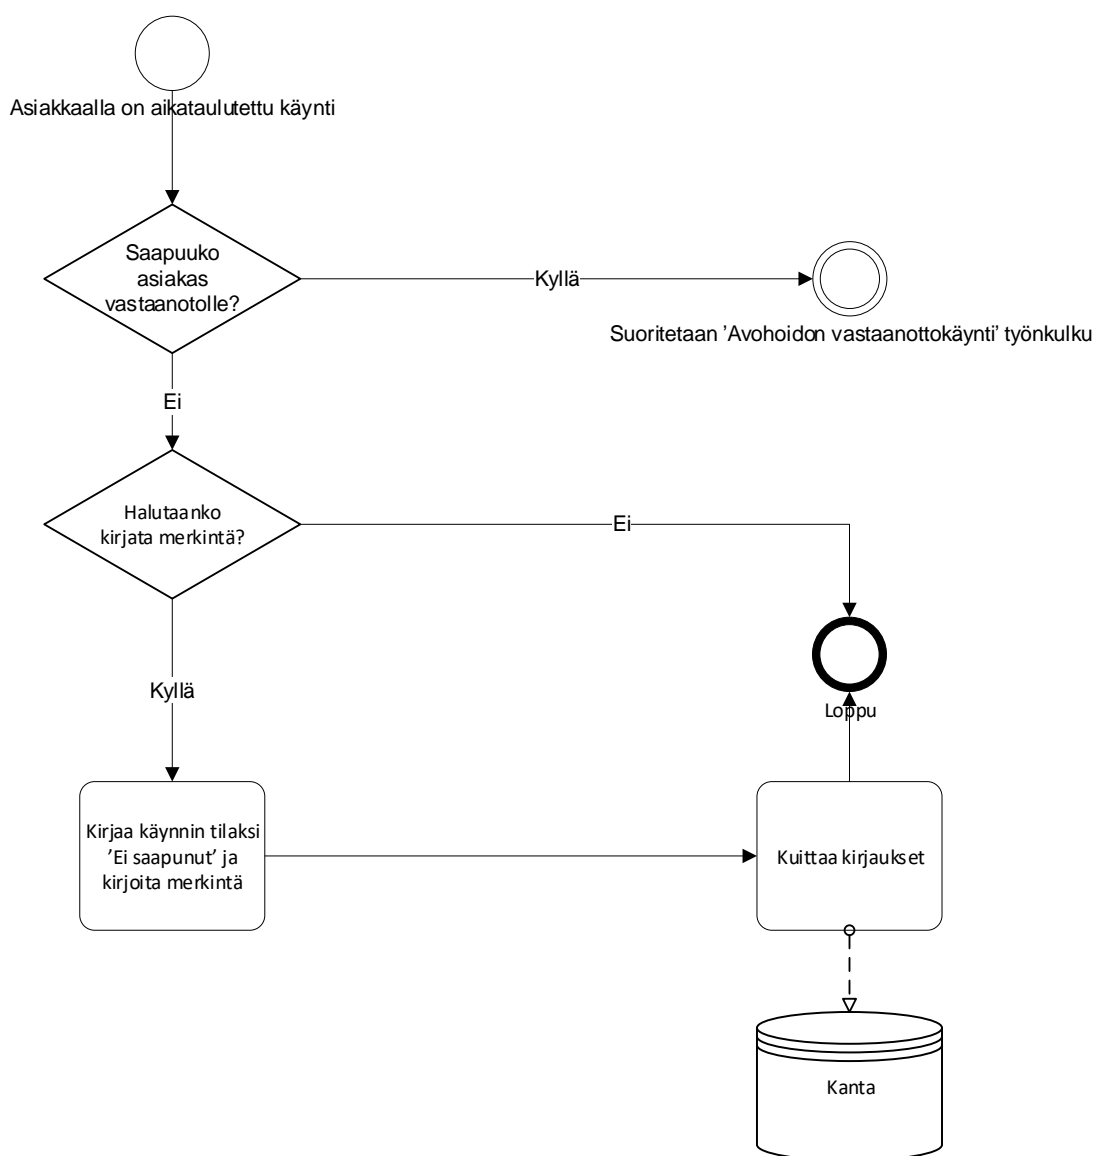 Asiakkaalla on aikataulutettu käynti
Saapuuko
asiakas
vastaanotolle?
Kyllä
Suoritetaan ’Avohoidon vastaanottokäynti’ työnkulku
Ei
Halutaanko
kirjata merkintä?
Ei
Loppu
Kyllä
Kirjaa käynnin tilaksi
’Ei saapunut’ ja
kirjoita merkintä
Kuittaa kirjaukset
Kanta